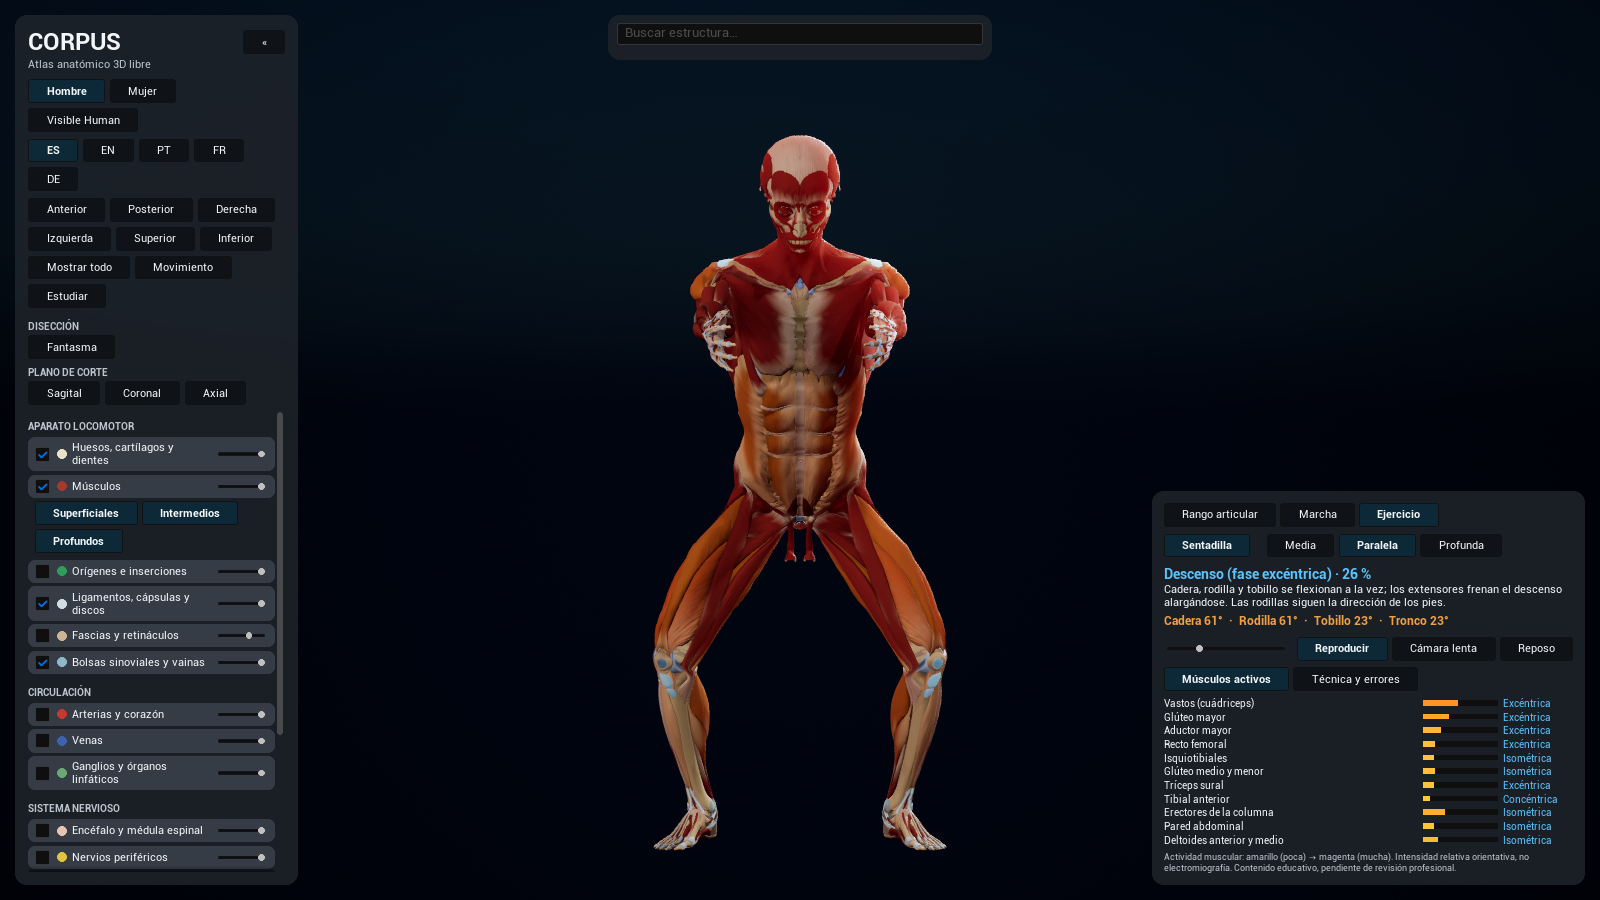 CORPUS
«
Atlas anatómico 3D libre
Hombre
Mujer
Visible Human
ES
EN
PT
FR
DE
Anterior
Posterior
Derecha
Izquierda
Superior
Inferior
Mostrar todo
Movimiento
Estudiar
DISECCIÓN
Fantasma
PLANO DE CORTE
Sagital
Coronal
Axial
APARATO LOCOMOTOR
Huesos, cartílagos y
dientes
Músculos
Superficiales
Intermedios
Profundos
Orígenes e inserciones
Ligamentos, cápsulas y
discos
Fascias y retináculos
Bolsas sinoviales y vainas
CIRCULACIÓN
Arterias y corazón
Venas
Ganglios y órganos
linfáticos
SISTEMA NERVIOSO
Encéfalo y médula espinal
Nervios periféricos
Buscar estructura...
Rango articular
Marcha
Ejercicio
Sentadilla
Media
Paralela
Profunda
Descenso (fase excéntrica) · 26 %
Cadera, rodilla y tobillo se flexionan a la vez; los extensores frenan el descenso
alargándose. Las rodillas siguen la dirección de los pies.
Cadera 61° · Rodilla 61° · Tobillo 23° · Tronco 23°
Reproducir
Cámara lenta
Reposo
Músculos activos
Técnica y errores
Vastos (cuádriceps) Excéntrica
Glúteo mayor Excéntrica
Aductor mayor Excéntrica
Recto femoral Excéntrica
Isquiotibiales Isométrica
Glúteo medio y menor Isométrica
Tríceps sural Excéntrica
Tibial anterior Concéntrica
Erectores de la columna Isométrica
Pared abdominal Isométrica
Deltoides anterior y medio Isométrica
Actividad muscular: amarillo (poca) → magenta (mucha). Intensidad relativa orientativa, no
electromiografía. Contenido educativo, pendiente de revisión profesional.